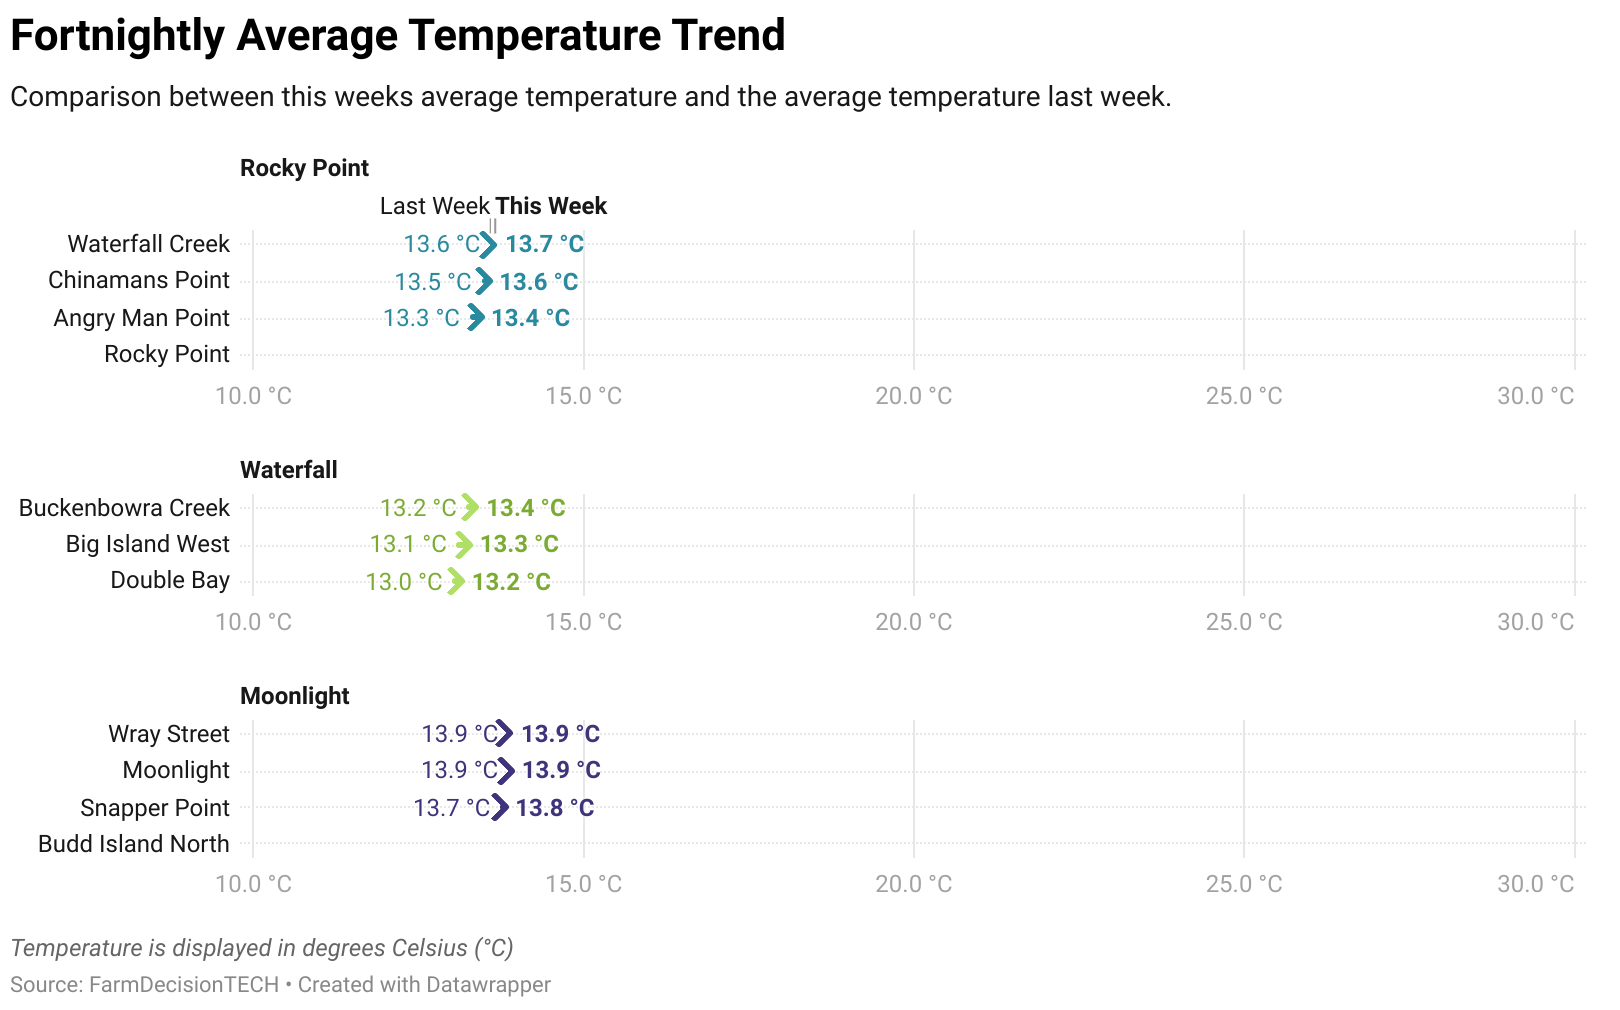 Fortnightly Average Temperature Trend
Comparison between this weeks average temperature and the average temperature last week.
Rocky Point
Last Week This Week
Waterfall Creek 13.6 °C 13.7 °C
Chinamans Point 13.5 °C 13.6 °C
Angry Man Point 13.3 °C 13.4 °C
Rocky Point
10.0 °C 15.0 °C 20.0 °C 25.0 °C 30.0 °C
Waterfall
Buckenbowra Creek 13.2 °C 13.4 °C
Big Island West 13.1 °C 13.3 °C
Double Bay 13.0 °C 13.2 °C
10.0 °C 15.0 °C 20.0 °C 25.0 °C 30.0 °C
Moonlight
Wray Street 13.9 °C 13.9 °C
Moonlight 13.9 °C 13.9 °C
Snapper Point 13.7 °C 13.8 °C
Budd Island North
10.0 °C 15.0 °C 20.0 °C 25.0 °C 30.0 °C
Temperature is displayed in degrees Celsius (°C)
Source: FarmDecisionTECH • Created with Datawrapper